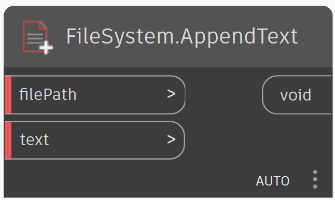 FileSystem.AppendText
filePath >
void
text >
AUTO